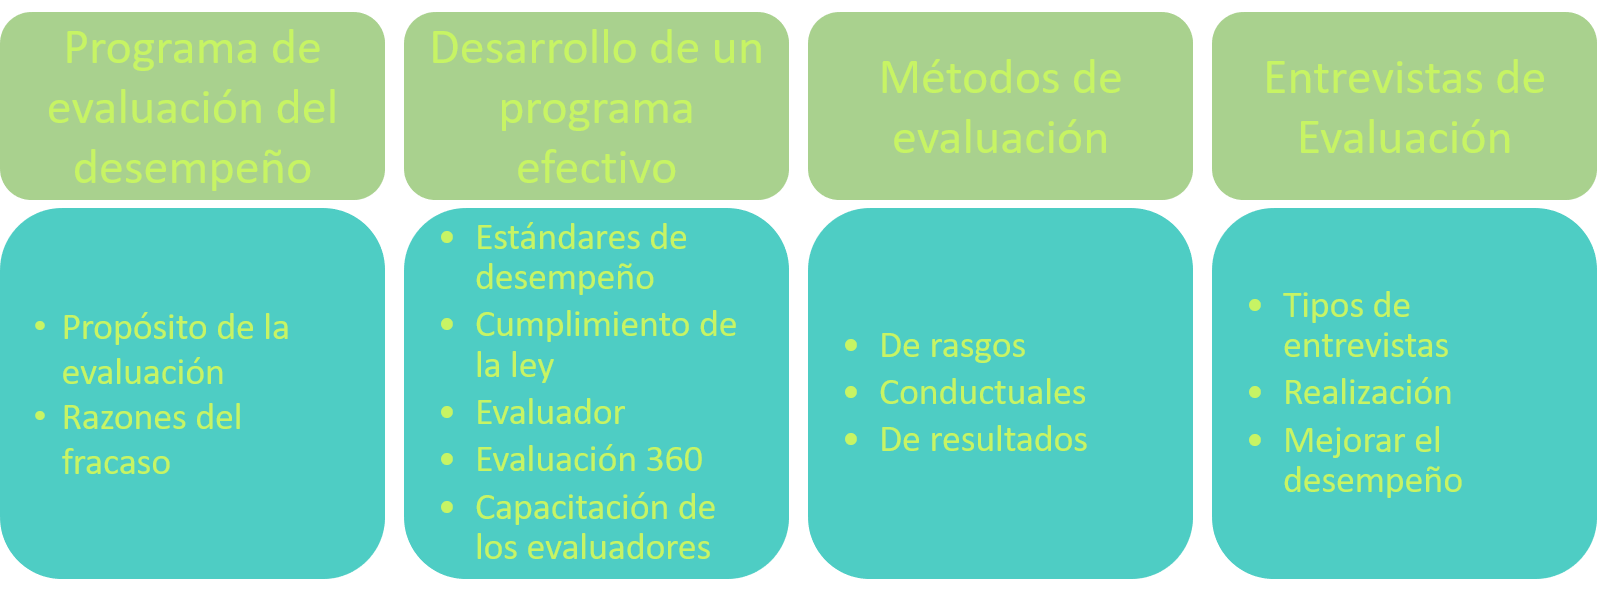 Programa de
evaluación del
desempeño
• Propósito de la
evaluación
• Razones del
fracaso
Desarrollo de un
programa
efectivo
• Estándares de
desempeño
• Cumplimiento de
la ley
• Evaluador
• Evaluación 360
• Capacitación de
los evaluadores
Métodos de
evaluación
• De rasgos
• Conductuales
• De resultados
Entrevistas de
Evaluación
• Tipos de
entrevistas
• Realización
• Mejorar el
desempeño